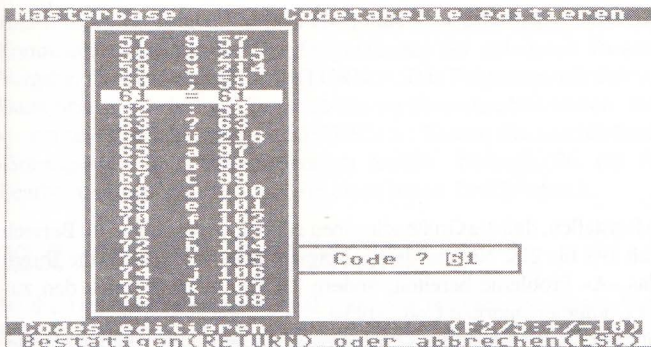 Masterbase Codetabelle editieren
57 9 57
58 ö 215
59 ä 214
60 ; 59
61 = 61
62 : 58
63 ? 63
64 ü 216
65 a 97
66 b 98
67 c 99
68 d 100
69 e 101
70 f 102
71 g 103
72 h 104
73 i 105
74 j 106
75 k 107
76 l 108
Code ? 61
Codes editieren (F2/5:+/-10)
Bestätigen(RETURN) oder abbrechen(ESC)